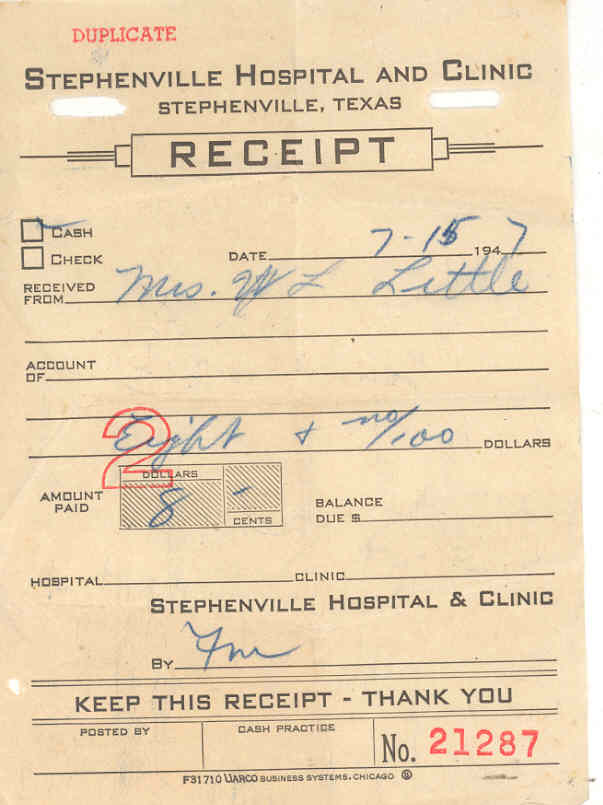 DUPLICATE
STEPHENVILLE HOSPITAL AND CLINIC
STEPHENVILLE, TEXAS
RECEIPT
CASH
CHECK
DATE 7-15 1947
RECEIVED FROM Mrs. W L Little
ACCOUNT OF
2
Eight + no/100 DOLLARS
DOLLARS
AMOUNT PAID 8 -
CENTS
BALANCE DUE $
HOSPITAL CLINIC
STEPHENVILLE HOSPITAL & CLINIC
BY
KEEP THIS RECEIPT - THANK YOU
POSTED BY CASH PRACTICE No. 21287
F31710 UARCO BUSINESS SYSTEMS, CHICAGO